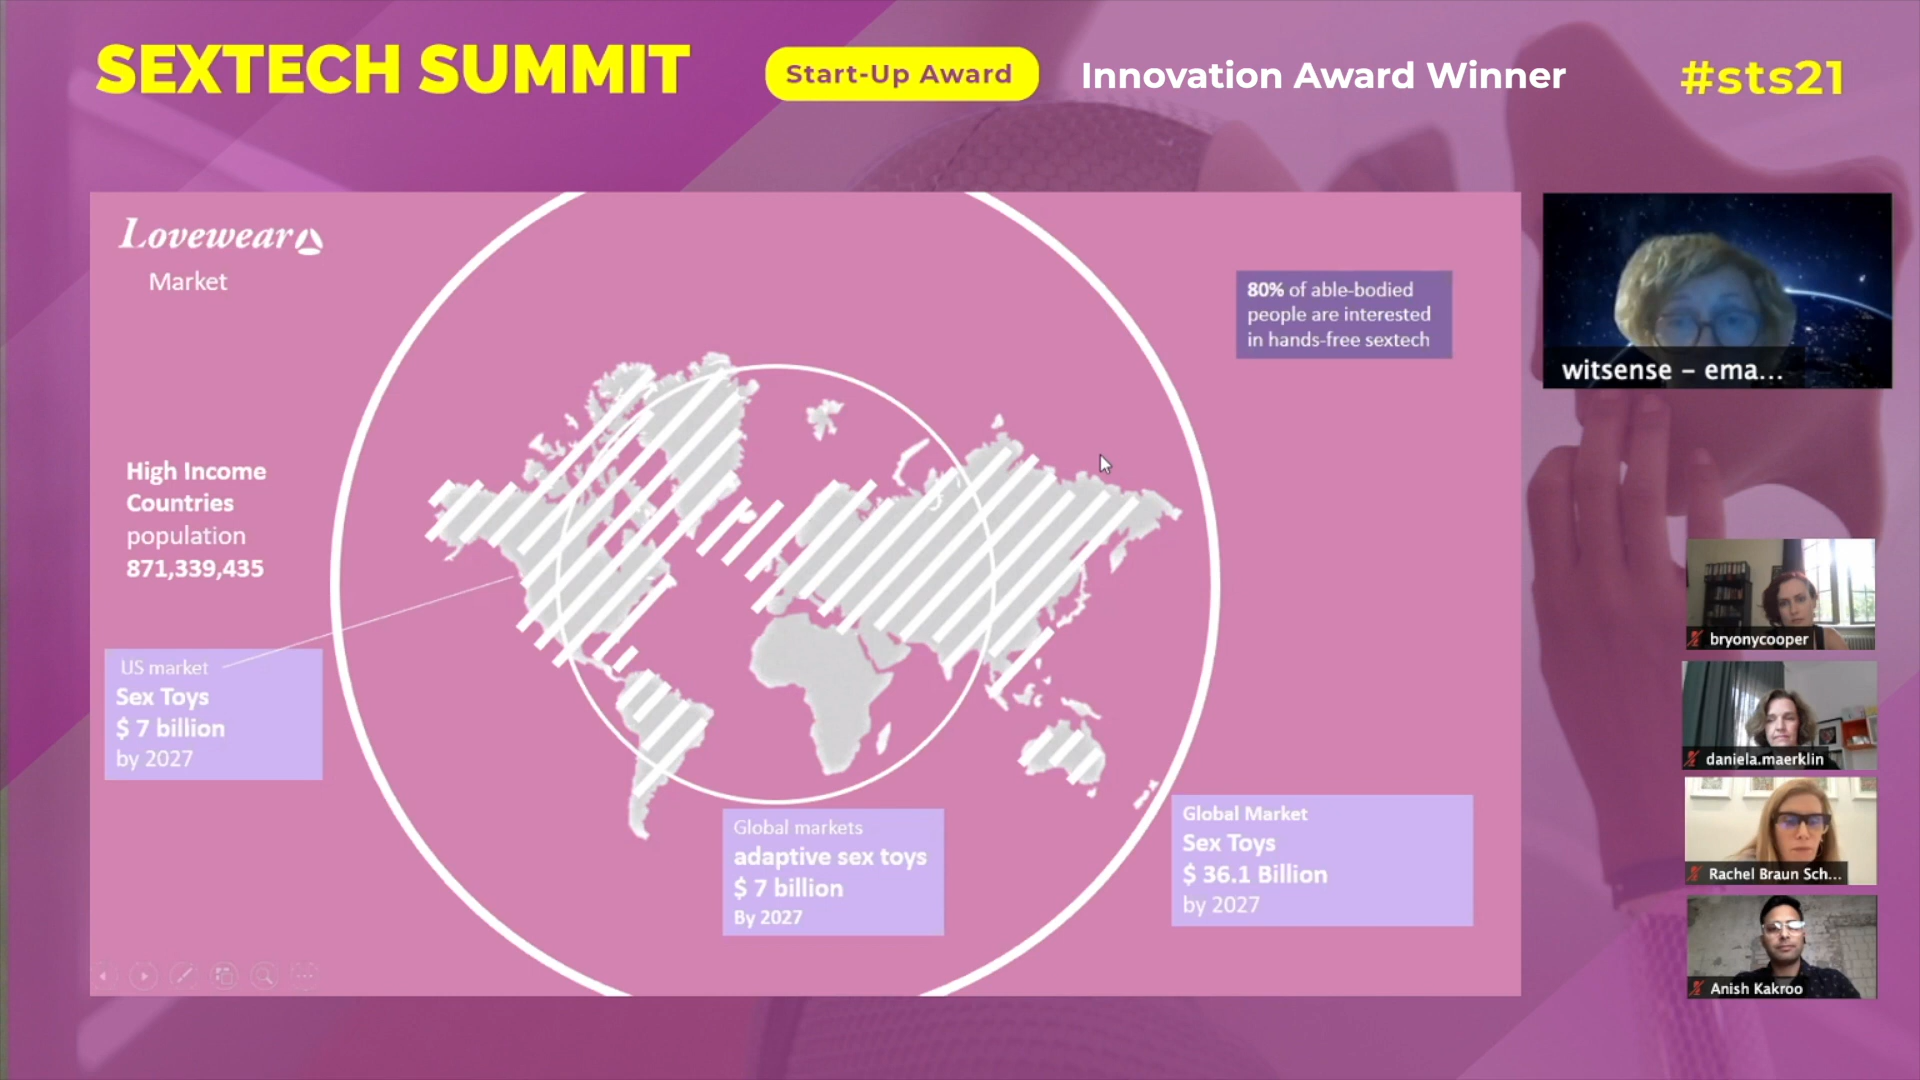 SEXTECH SUMMIT
Start-Up Award
Innovation Award Winner
#sts21
Lovewear
Market
80% of able-bodied
people are interested
in hands-free sextech
High Income
Countries
population
871,339,435
US market
Sex Toys
$ 7 billion
by 2027
Global markets
adaptive sex toys
$ 7 billion
By 2027
Global Market
Sex Toys
$ 36.1 Billion
by 2027
witsense – ema...
bryonycooper
daniela.maerklin
Rachel Braun Sch...
Anish Kakroo